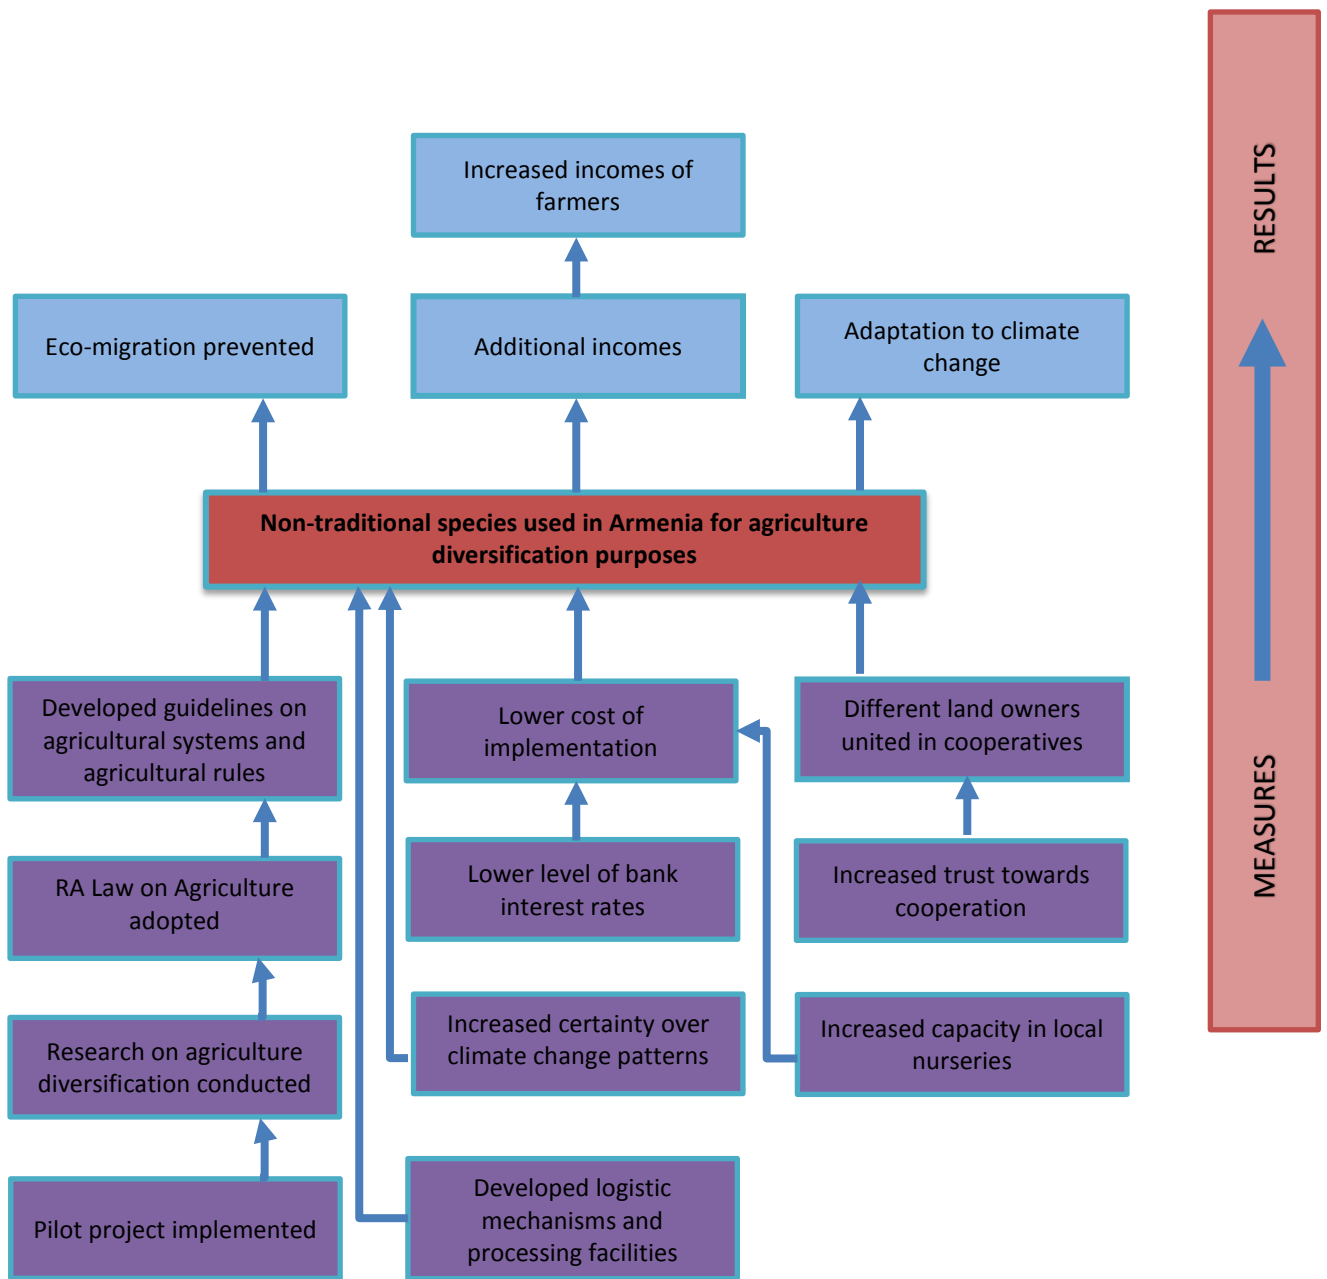 RESULTS
Increased incomes of
farmers
Eco-migration prevented
Additional incomes
Adaptation to climate
change
Non-traditional species used in Armenia for agriculture
diversification purposes
Developed guidelines on
agricultural systems and
agricultural rules
Lower cost of
implementation
Different land owners
united in cooperatives
MEASURES
RA Law on Agriculture
adopted
Lower level of bank
interest rates
Increased trust towards
cooperation
Research on agriculture
diversification conducted
Increased certainty over
climate change patterns
Increased capacity in local
nurseries
Pilot project implemented
Developed logistic
mechanisms and
processing facilities